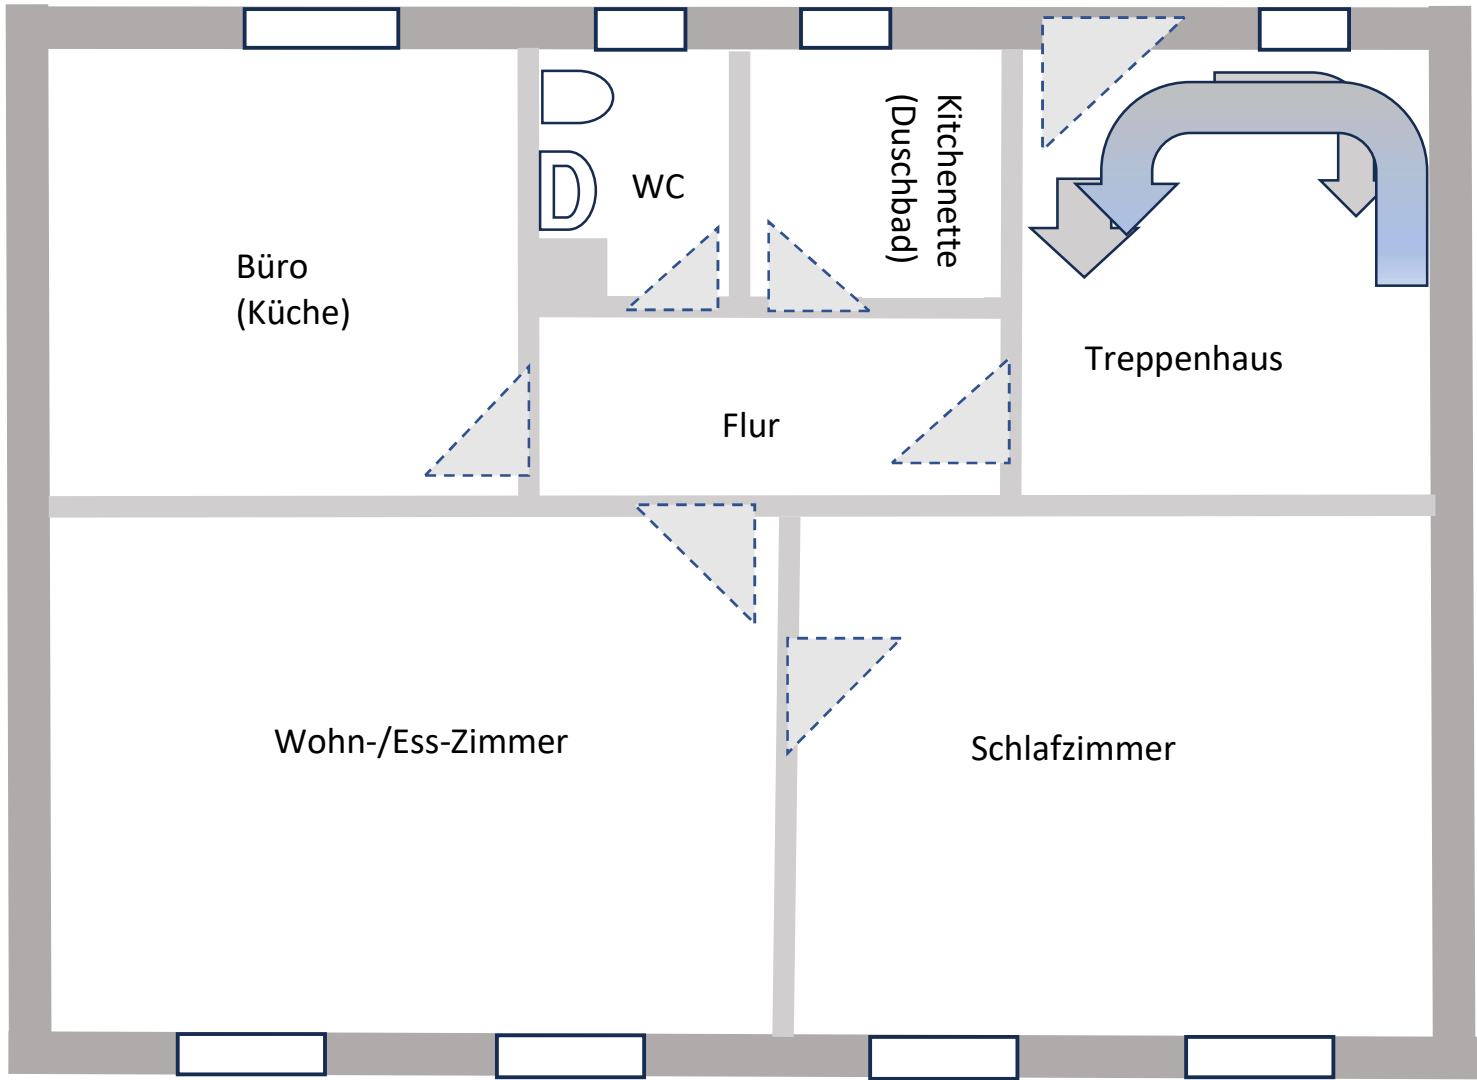 Büro
(Küche)
WC
Kitchenette
(Duschbad)
Treppenhaus
Flur
Wohn-/Ess-Zimmer
Schlafzimmer